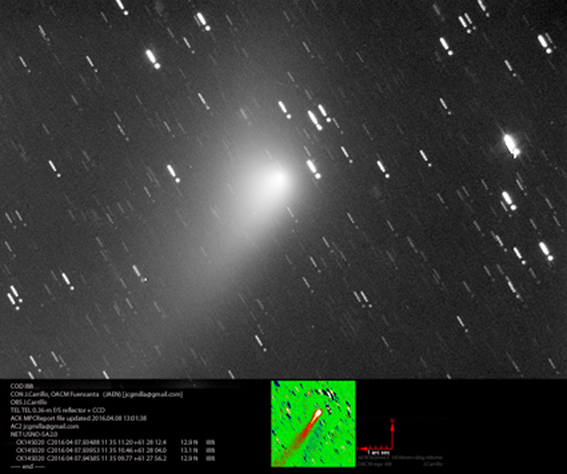 COD I88
CON J.Carrillo, OACM Fuensanta (JAEN) [jcgmilla@gmail.com]
OBS J.Carrillo
TEL TEL 0.36-m f/5 reflector + CCD
ACK MPCReport file updated 2016.04.08 13:01:38
AC2 jcgmilla@gmail.com
NET USNO-SA2.0
CK14S020 C2016 04 07.93488 11 35 11.20 +61 28 12.4 12.9 N I88
CK14S020 C2016 04 07.93953 11 35 10.46 +61 28 04.0 13.1 N I88
CK14S020 C2016 04 07.94385 11 35 09.77 +61 27 56.2 12.9 N I88
----- end -----
1 arc secs